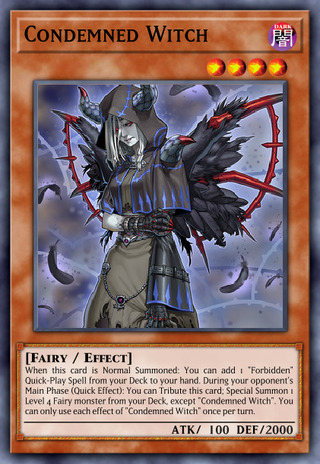 Condemned Witch
DARK
闇
[Fairy / Effect]
When this card is Normal Summoned: You can add 1 "Forbidden"
Quick-Play Spell from your Deck to your hand. During your opponent's
Main Phase (Quick Effect): You can Tribute this card; Special Summon 1
Level 4 Fairy monster from your Deck, except "Condemned Witch". You
can only use each effect of "Condemned Witch" once per turn.
ATK/ 100 DEF/2000